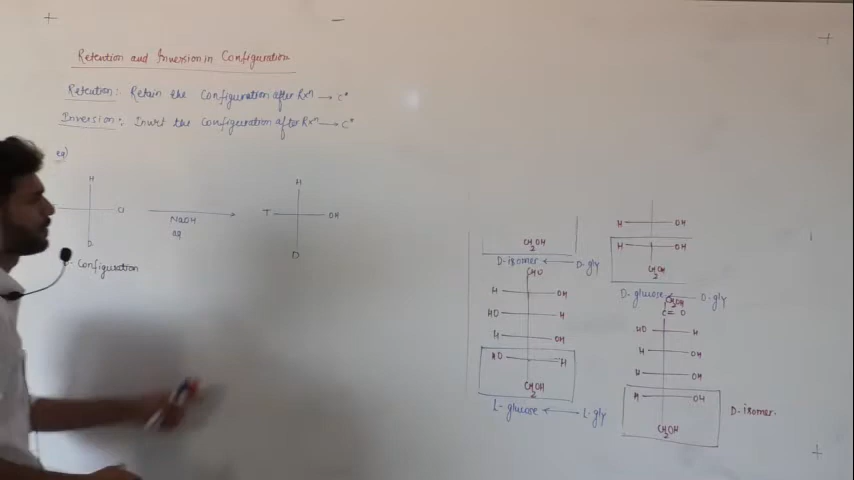 Retention and Inversion in Configuration
Retention:- Retain the Configuration after Rxⁿ → c*
Inversion:- Invert the Configuration after Rxⁿ → C*
eg)
H
Cl
D
- Configuration
NaOH
aq
H
T OH
D
CH2OH
D-isomer ← D-gly
CHO
H OH
HO H
H OH
HO H
CH2OH
L-glucose ← L-gly
H OH
H OH
CH2OH
D-glucose ← D-gly
CH2OH
C=O
HO H
H OH
H OH
H OH
CH2OH
D-isomer.